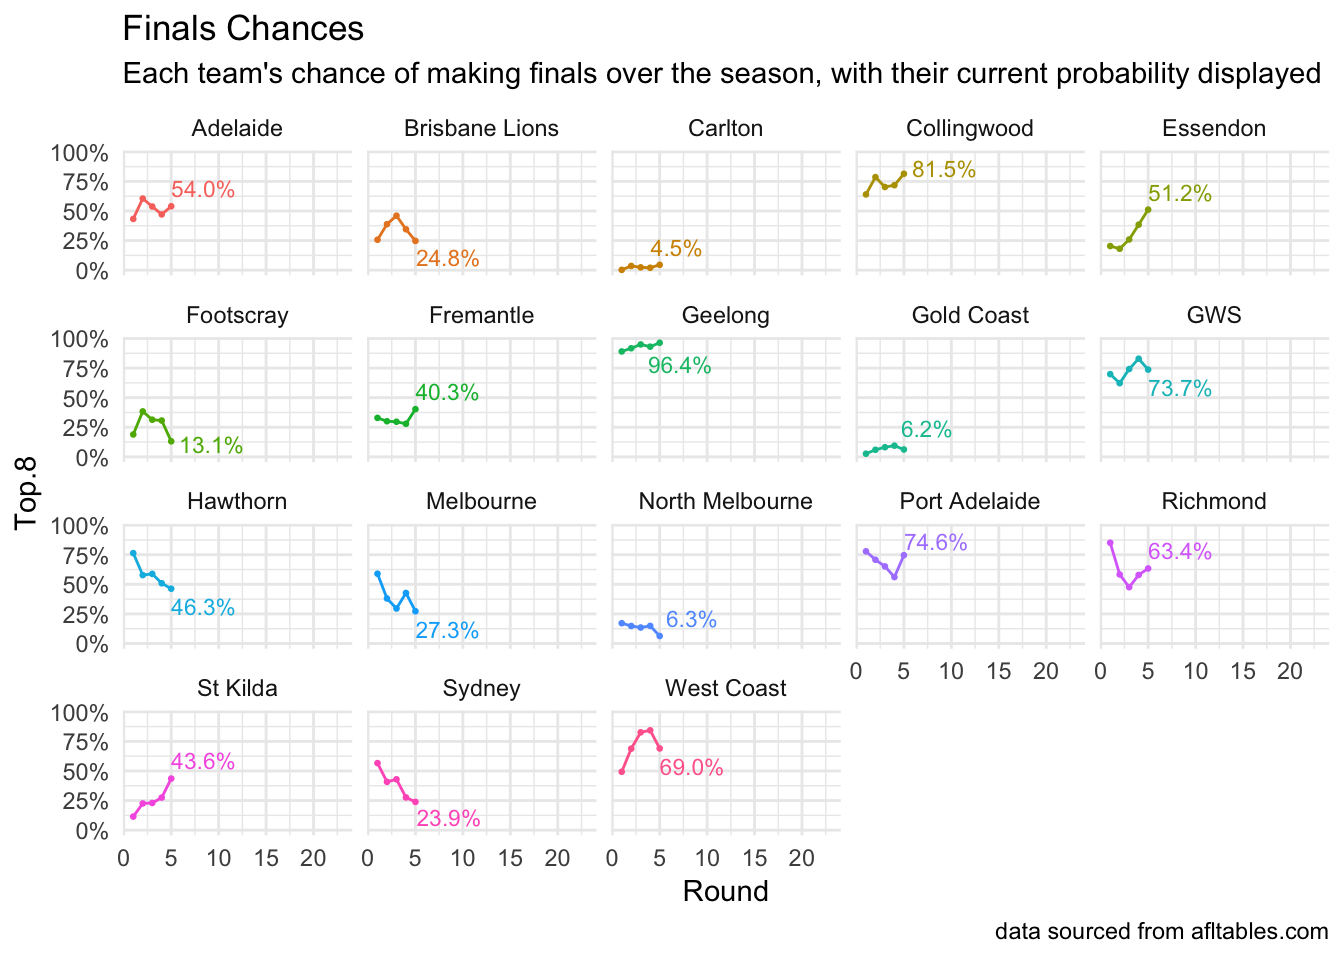 Finals Chances
Each team's chance of making finals over the season, with their current probability displayed
Adelaide Brisbane Lions Carlton Collingwood Essendon
100%
75%
50%
25%
0%
54.0% 24.8% 4.5% 81.5% 51.2%
Footscray Fremantle Geelong Gold Coast GWS
100%
75%
50%
25%
0%
13.1% 40.3% 96.4% 6.2% 73.7%
Top.8
Hawthorn Melbourne North Melbourne Port Adelaide Richmond
100%
75%
50%
25%
0%
46.3% 27.3% 6.3% 74.6% 63.4%
0 5 10 15 20 0 5 10 15 20
St Kilda Sydney West Coast
100%
75%
50%
25%
0%
43.6% 23.9% 69.0%
0 5 10 15 20 0 5 10 15 20 0 5 10 15 20
Round
data sourced from afltables.com